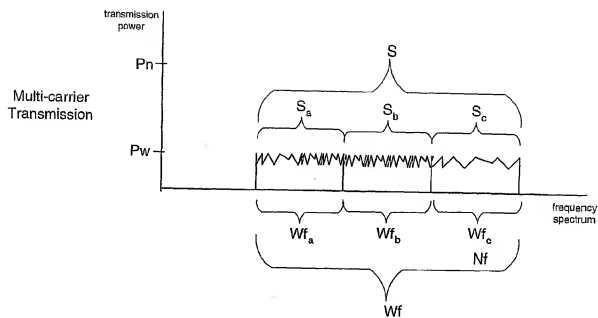 transmission
power
Pn
S
Multi-carrier
Transmission
Sa Sb Sc
Pw
frequency
spectrum
Wfa Wfb Wfc
Nf
Wf